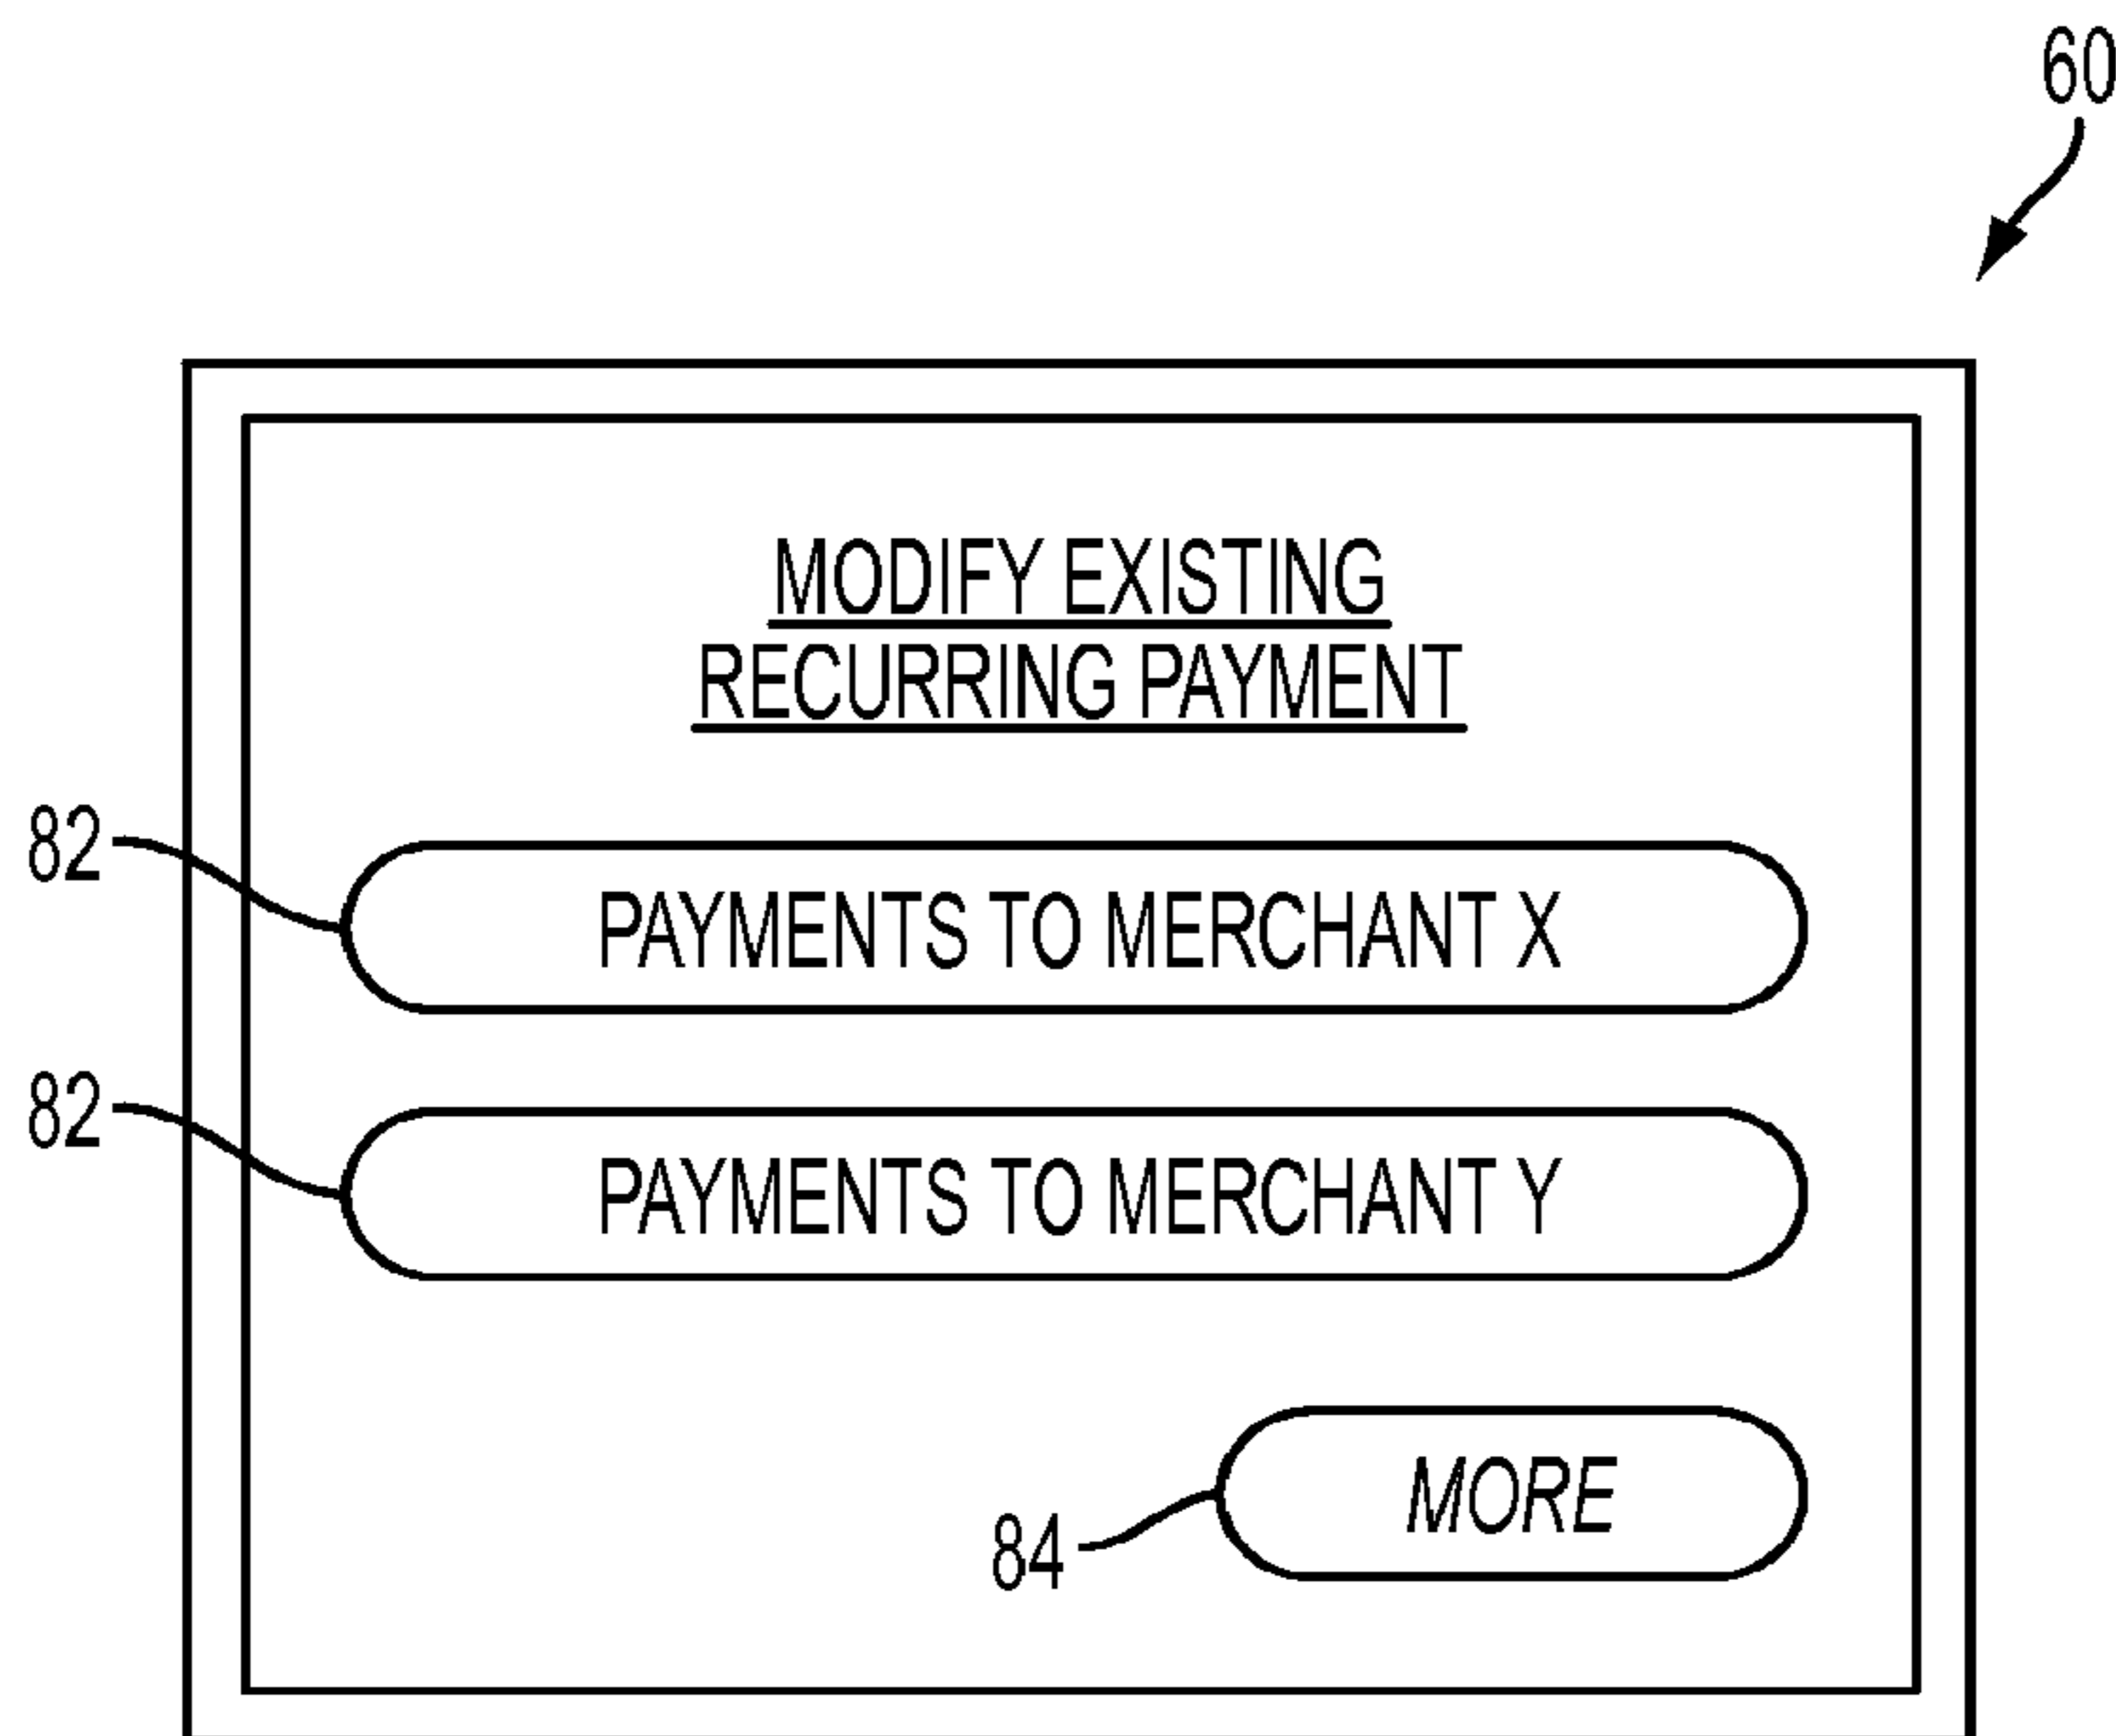 60
MODIFY EXISTING
RECURRING PAYMENT
82
PAYMENTS TO MERCHANT X
82
PAYMENTS TO MERCHANT Y
MORE
84